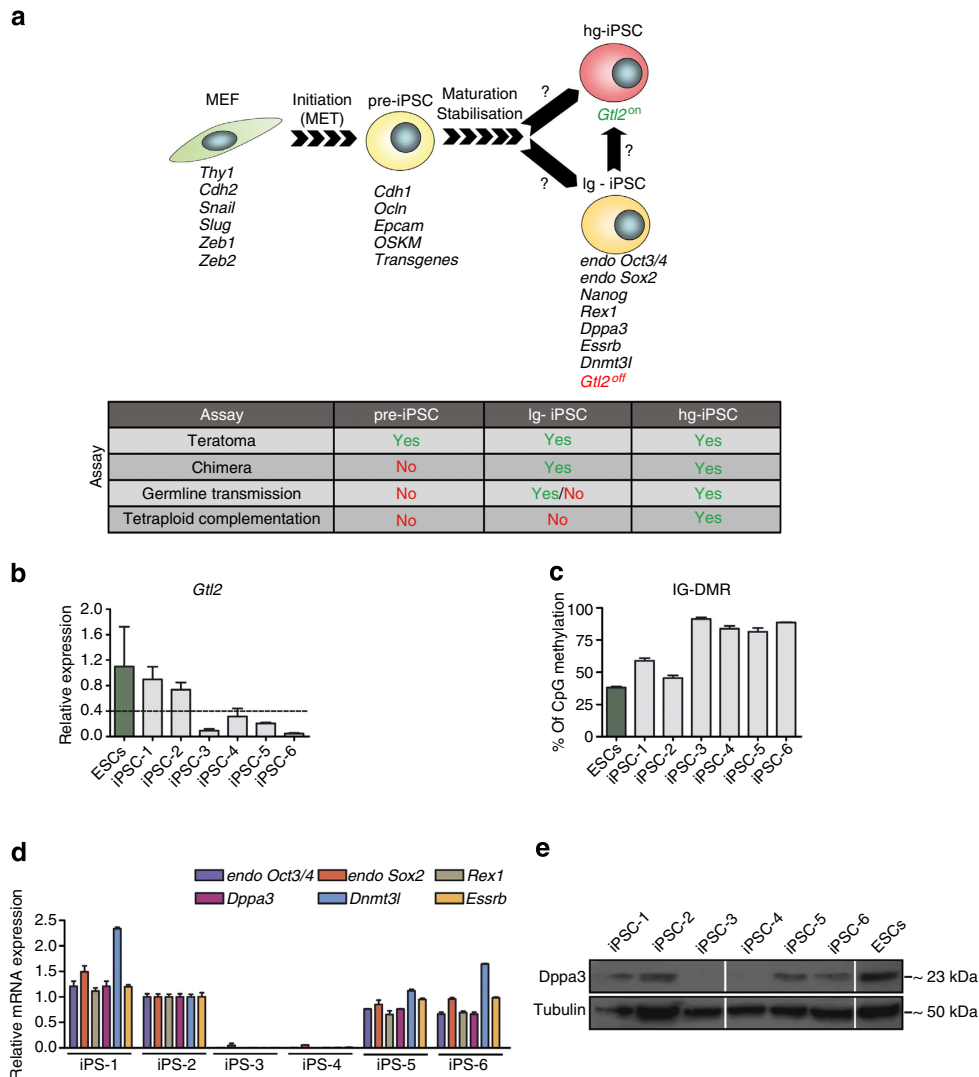 a
hg-iPSC
MEF
Initiation
(MET)
pre-iPSC
Maturation
Stabilisation
?
Gtl2on
?
?
lg - iPSC
Thy1
Cdh2
Snail
Slug
Zeb1
Zeb2
Cdh1
Ocln
Epcam
OSKM
Transgenes
endo Oct3/4
endo Sox2
Nanog
Rex1
Dppa3
Essrb
Dnmt3l
Gtl2off
Assay
Assay pre-iPSC lg- iPSC hg-iPSC
Teratoma Yes Yes Yes
Chimera No Yes Yes
Germline transmission No Yes/No Yes
Tetraploid complementation No No Yes
b
Gtl2
Relative expression
2.0
1.6
1.2
0.8
0.4
0.0
ESCs
iPSC-1
iPSC-2
iPSC-3
iPSC-4
iPSC-5
iPSC-6
c
IG-DMR
% Of CpG methylation
100
75
50
25
0
ESCs
iPSC-1
iPSC-2
iPSC-3
iPSC-4
iPSC-5
iPSC-6
d
endo Oct3/4 endo Sox2 Rex1
Dppa3 Dnmt3l Essrb
Relative mRNA expression
2.5
2.0
1.5
1.0
0.5
0.0
iPS-1 iPS-2 iPS-3 iPS-4 iPS-5 iPS-6
e
iPSC-1
iPSC-2
iPSC-3
iPSC-4
iPSC-5
iPSC-6
ESCs
Dppa3 ~ 23 kDa
Tubulin ~ 50 kDa